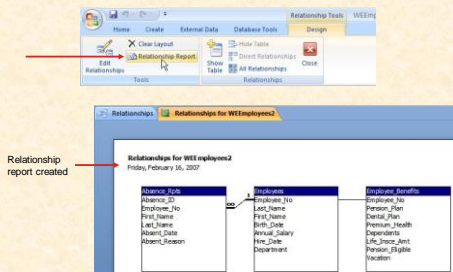 Relationship Tools WEEmp
Home Create External Data Database Tools Design
Clear Layout
Relationship Report
Edit Relationships
Tools
Show Table
Hide Table
Direct Relationships
All Relationships
Close
Relationships
Relationships Relationships for WEEmployees2
Relationship report created
Relationships for WEEmployees2
Friday, February 16, 2007
Absence_Rpts
Absence_ID
Employee_No
First_Name
Last_Name
Absent_Date
Absent_Reason
∞ 1
Employees
Employee_No
Last_Name
First_Name
Birth_Date
Annual_Salary
Hire_Date
Department
Employee_Benefits
Employee_No
Pension_Plan
Dental_Plan
Premium_Health
Dependents
Life_Insce_Amt
Pension_Eligible
Vacation